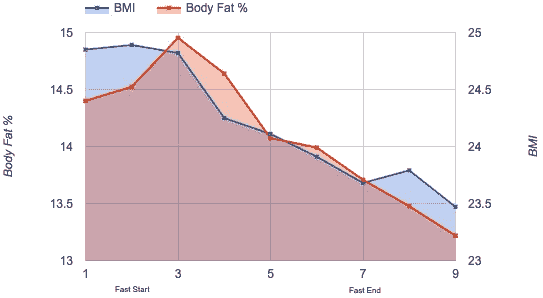 BMI Body Fat %
15 25
14.5 24.5
14 24
13.5 23.5
13 23
Body Fat %
BMI
1 3 5 7 9
Fast Start Fast End